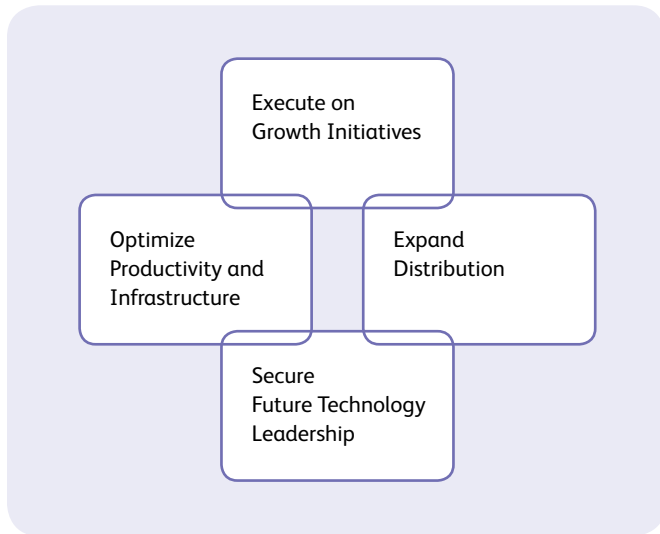 Execute on
Growth Initiatives
Optimize
Productivity and
Infrastructure
Expand
Distribution
Secure
Future Technology
Leadership